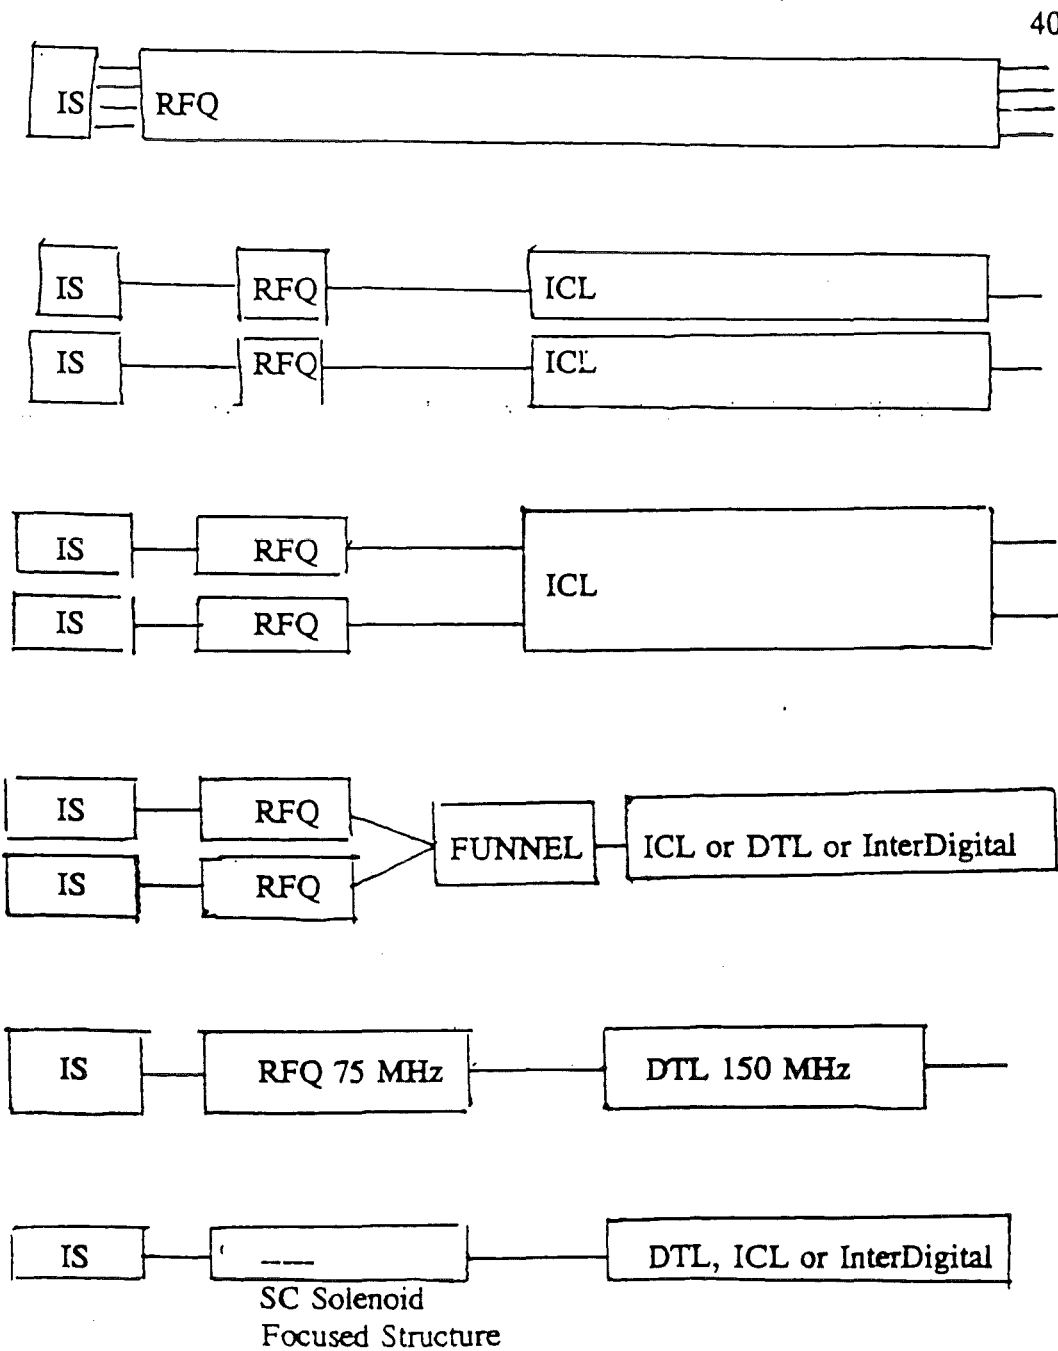 40
IS RFQ
IS RFQ ICL
IS RFQ ICL
IS RFQ
ICL
IS RFQ
IS RFQ
FUNNEL ICL or DTL or InterDigital
IS RFQ
IS RFQ 75 MHz DTL 150 MHz
IS DTL, ICL or InterDigital
SC Solenoid
Focused Structure